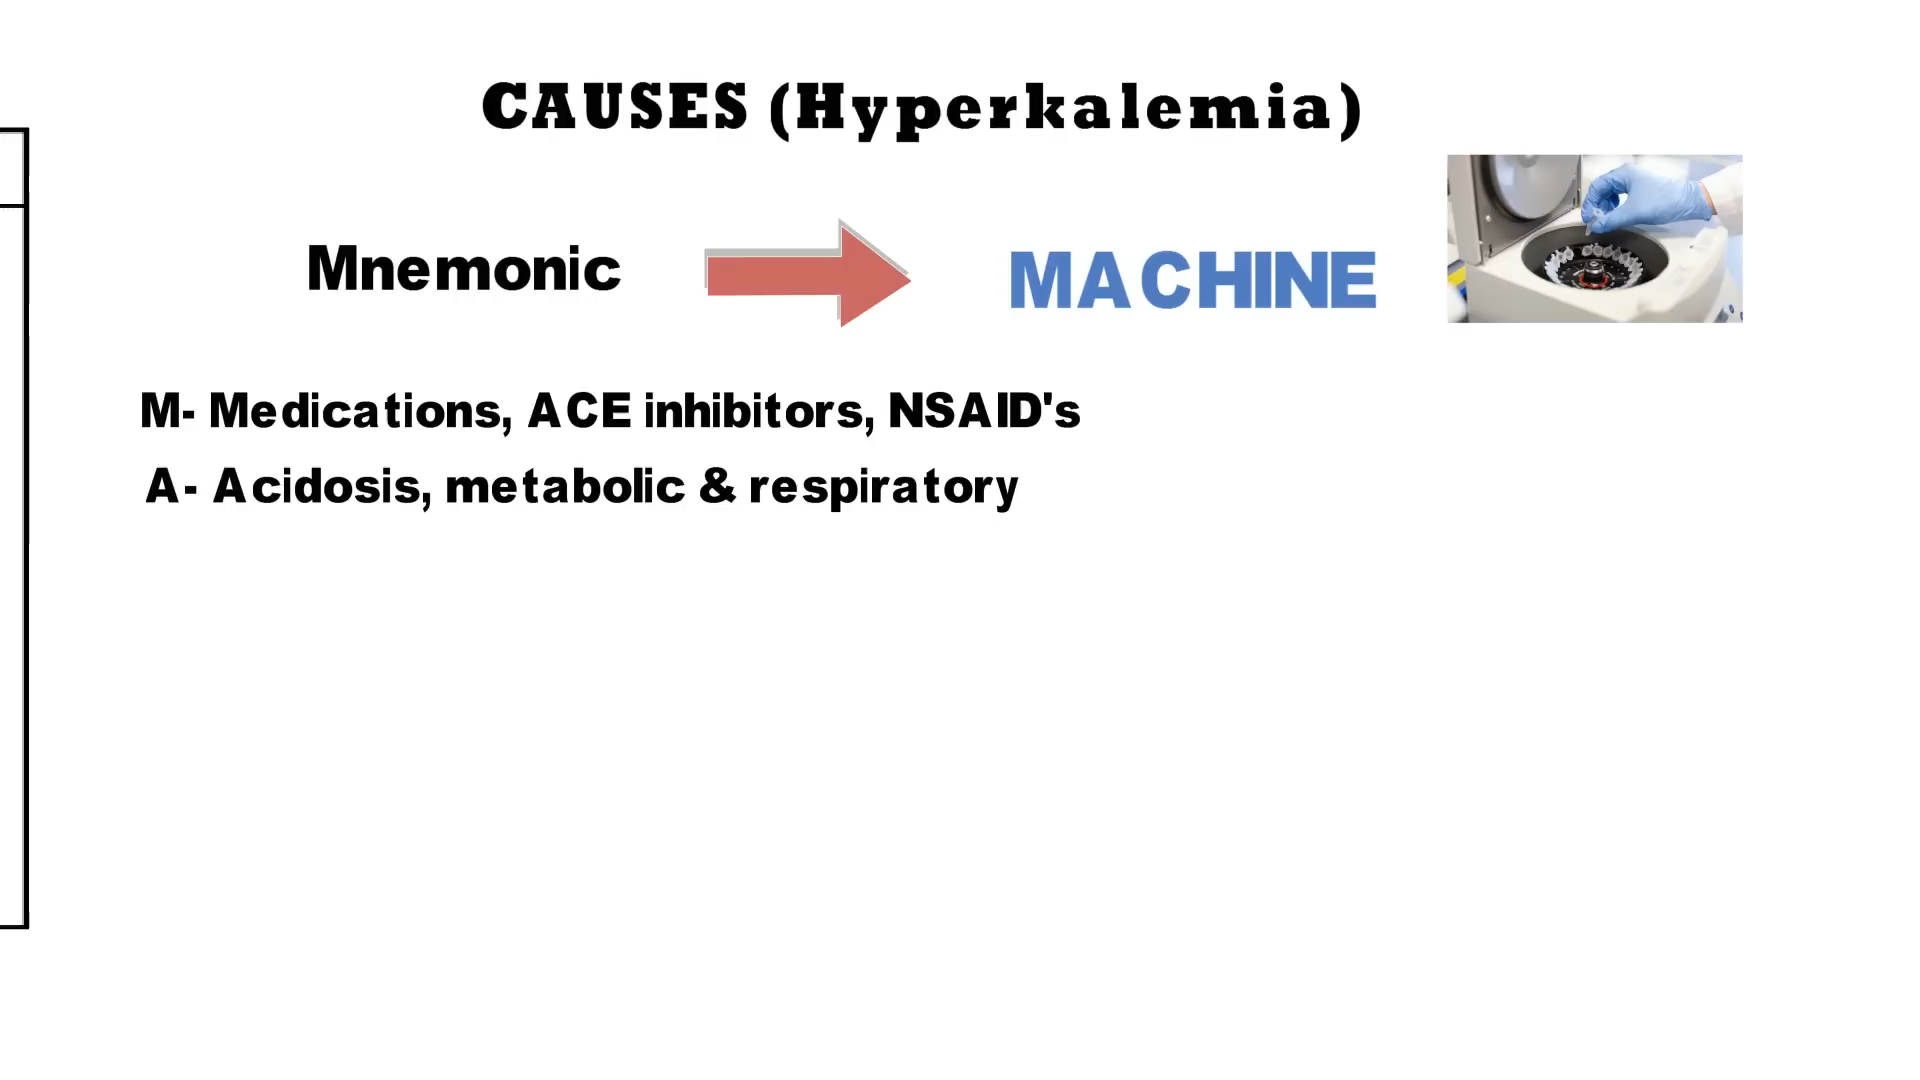 CAUSES (Hyperkalemia)
Mnemonic
MACHINE
M- Medications, ACE inhibitors, NSAID's
A- Acidosis, metabolic & respiratory